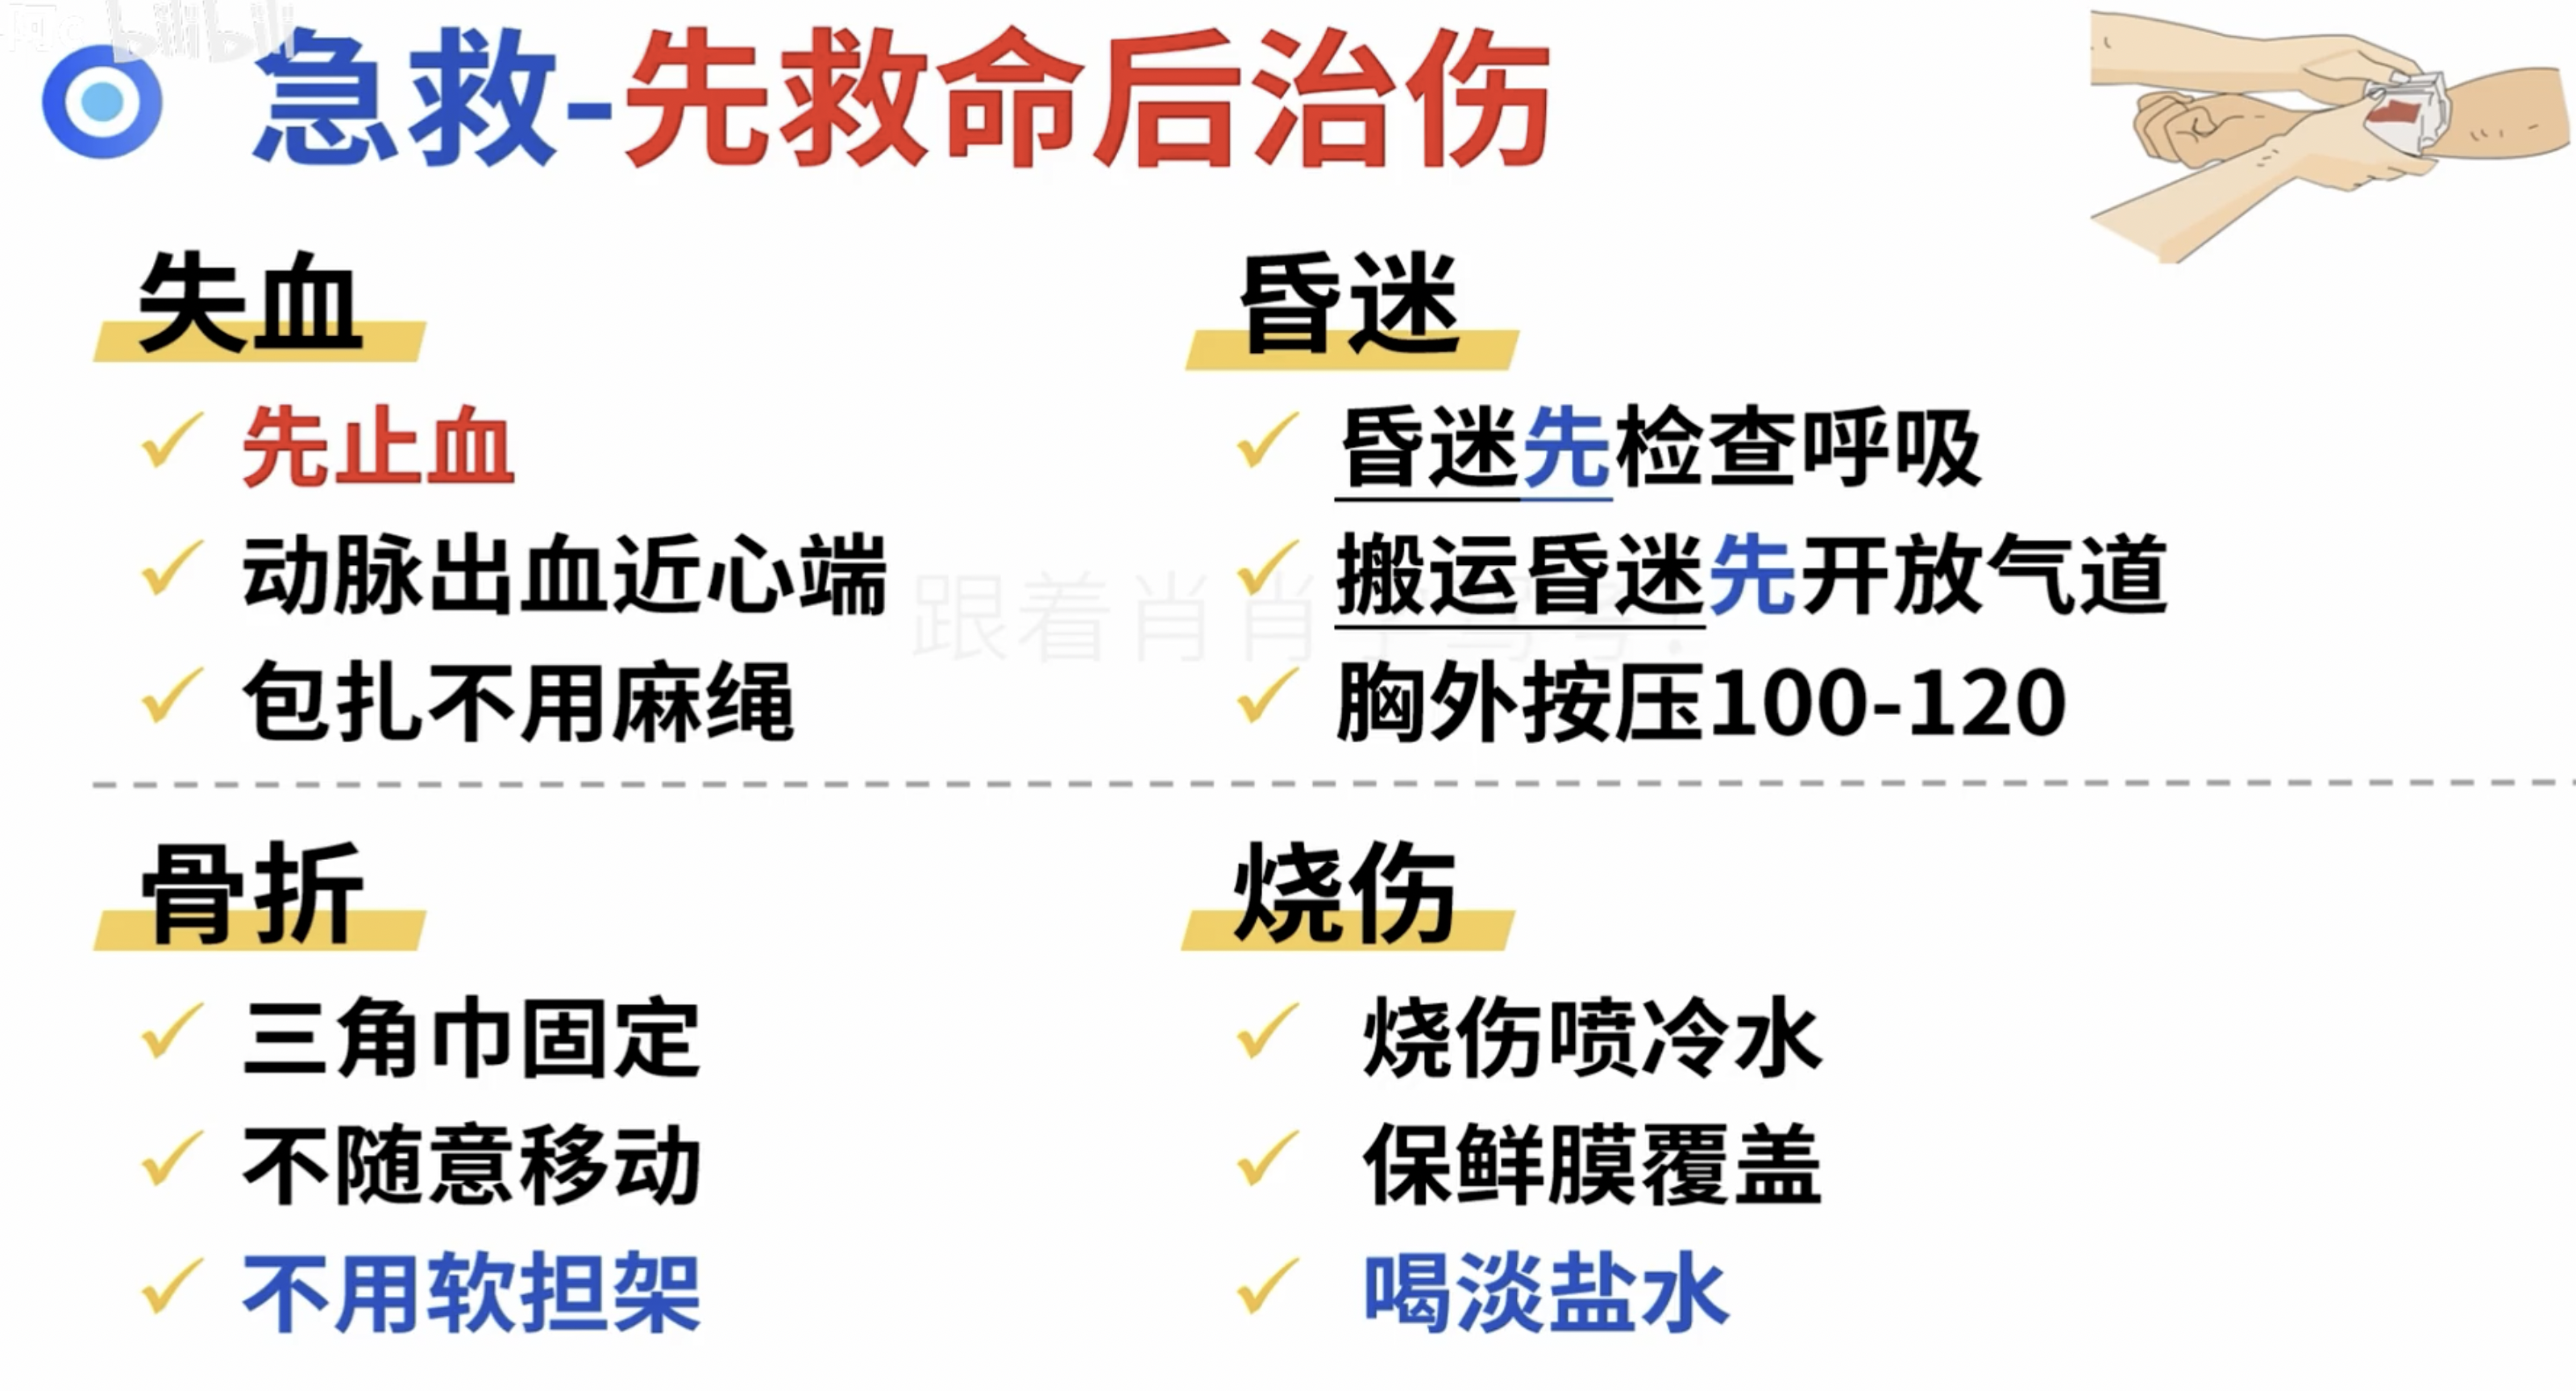 bilibili
急救-先救命后治伤
失血
先止血
动脉出血近心端
包扎不用麻绳
昏迷
昏迷先检查呼吸
搬运昏迷先开放气道
胸外按压100-120
跟着肖肖学驾考！
骨折
三角巾固定
不随意移动
不用软担架
烧伤
烧伤喷冷水
保鲜膜覆盖
喝淡盐水